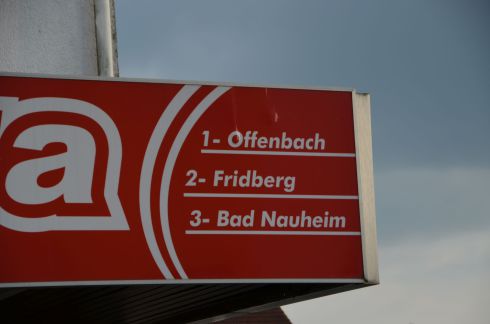 a
1- Offenbach
2- Fridberg
3- Bad Nauheim